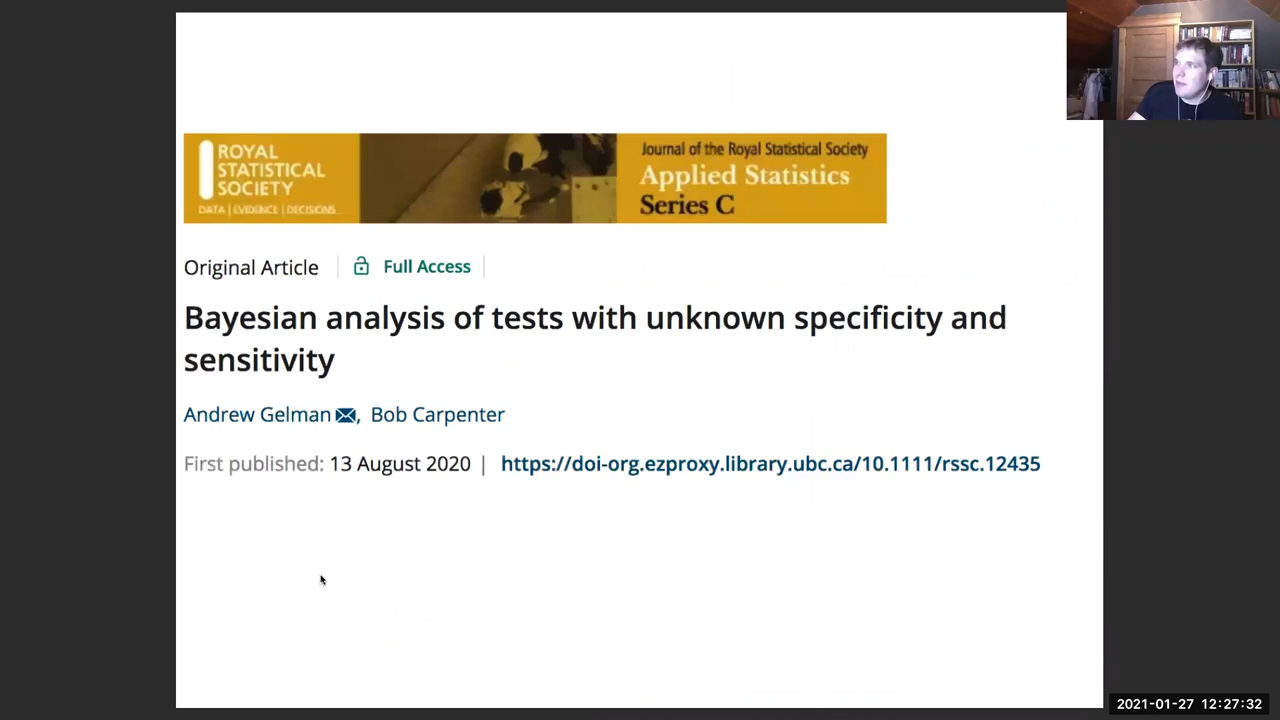 ROYAL
STATISTICAL
SOCIETY
DATA | EVIDENCE | DECISIONS
Journal of the Royal Statistical Society
Applied Statistics
Series C
Original Article
Full Access
Bayesian analysis of tests with unknown specificity and
sensitivity
Andrew Gelman , Bob Carpenter
First published: 13 August 2020 | https://doi-org.ezproxy.library.ubc.ca/10.1111/rssc.12435
2021-01-27 12:27:32